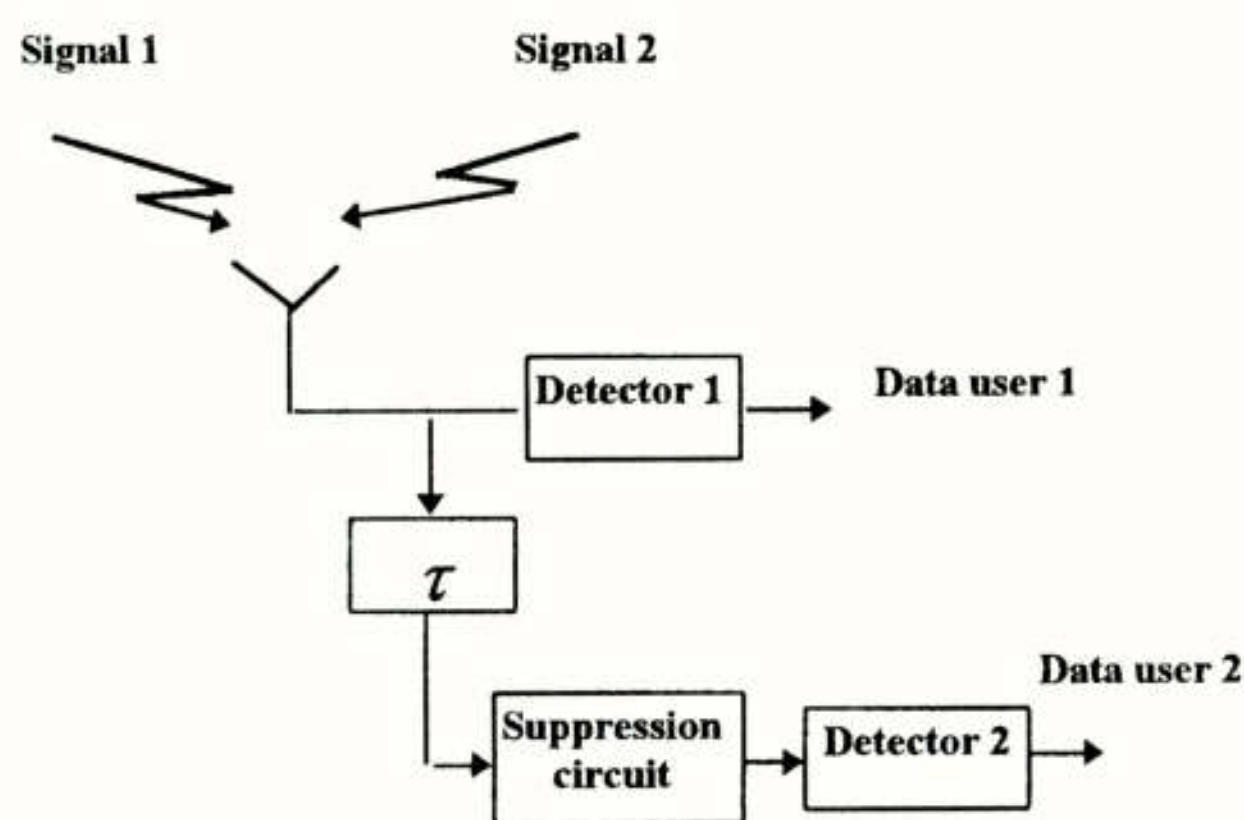 Signal 1
Signal 2
Detector 1
Data user 1
τ
Data user 2
Suppression
circuit
Detector 2